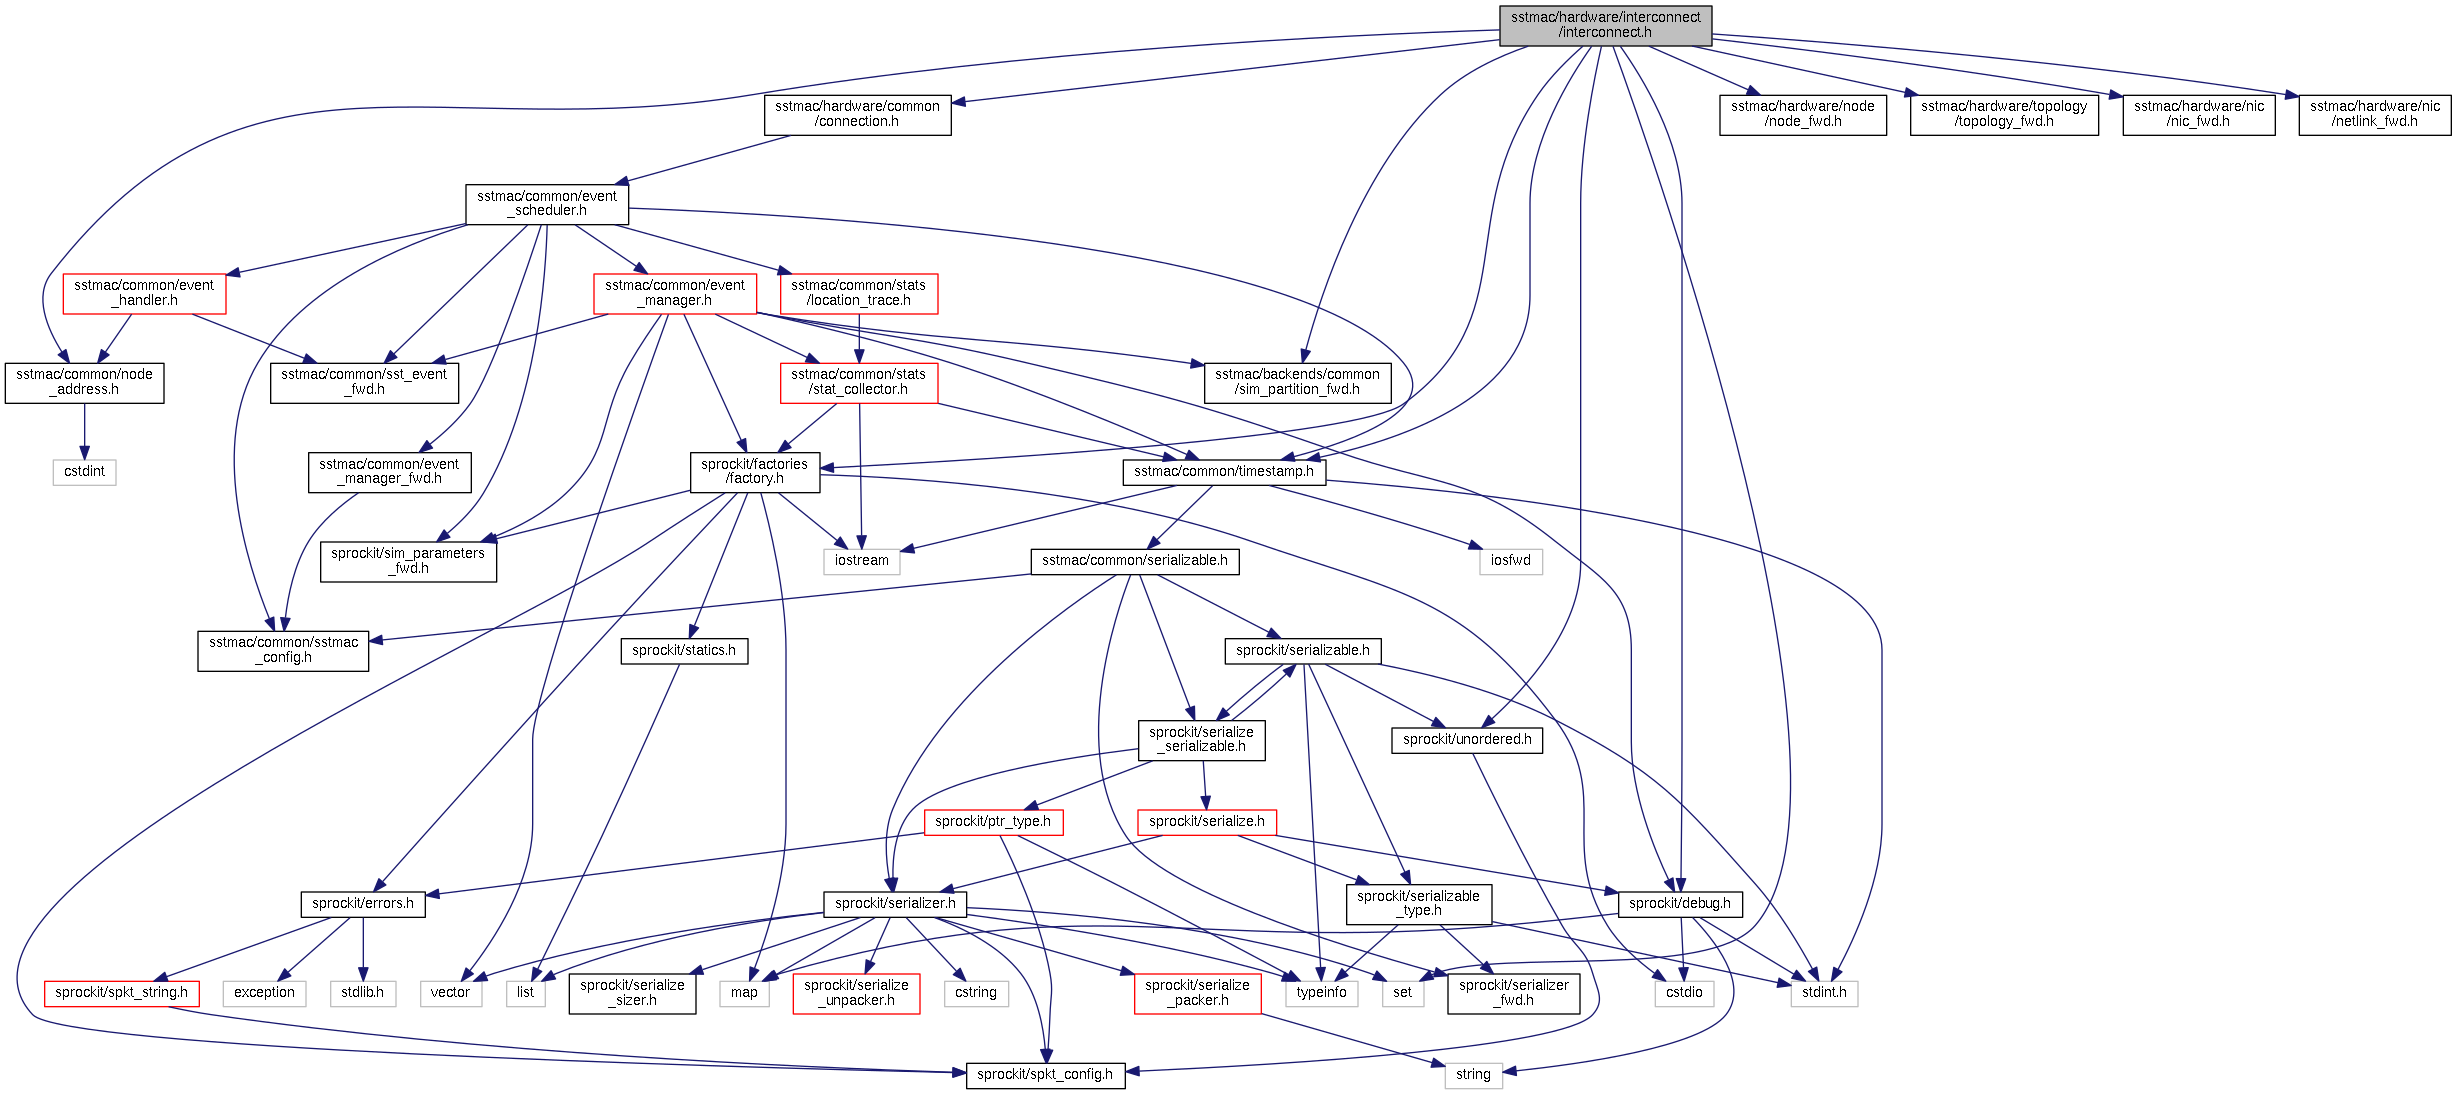 sstmac/hardware/interconnect
/interconnect.h
sstmac/hardware/common
/connection.h
sstmac/hardware/node
/node_fwd.h
sstmac/hardware/topology
/topology_fwd.h
sstmac/hardware/nic
/nic_fwd.h
sstmac/hardware/nic
/netlink_fwd.h
sstmac/common/event
_scheduler.h
sstmac/common/event
_handler.h
sstmac/common/event
_manager.h
sstmac/common/stats
/location_trace.h
sstmac/common/node
_address.h
sstmac/common/sst_event
_fwd.h
sstmac/common/stats
/stat_collector.h
sstmac/backends/common
/sim_partition_fwd.h
cstdint
sstmac/common/event
_manager_fwd.h
sprockit/factories
/factory.h
sstmac/common/timestamp.h
sprockit/sim_parameters
_fwd.h
iostream
sstmac/common/serializable.h
iosfwd
sstmac/common/sstmac
_config.h
sprockit/statics.h
sprockit/serializable.h
sprockit/serialize
_serializable.h
sprockit/unordered.h
sprockit/ptr_type.h
sprockit/serialize.h
sprockit/errors.h
sprockit/serializer.h
sprockit/serializable
_type.h
sprockit/debug.h
sprockit/spkt_string.h
exception
stdlib.h
vector
list
sprockit/serialize
_sizer.h
map
sprockit/serialize
_unpacker.h
cstring
sprockit/serialize
_packer.h
typeinfo
set
sprockit/serializer
_fwd.h
cstdio
stdint.h
sprockit/spkt_config.h
string